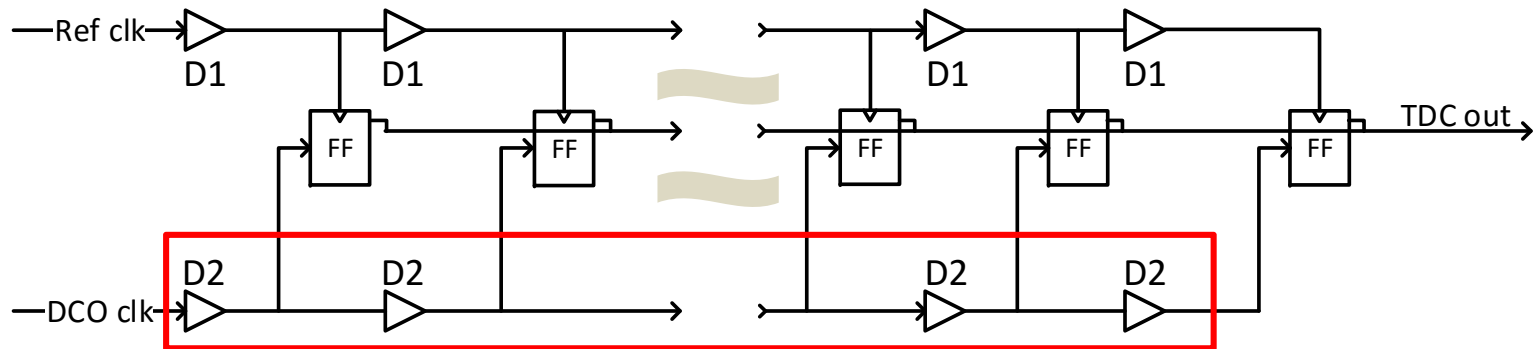 Ref clk
D1 D1 D1 D1
FF FF FF FF FF
TDC out
D2 D2 D2 D2
DCO clk